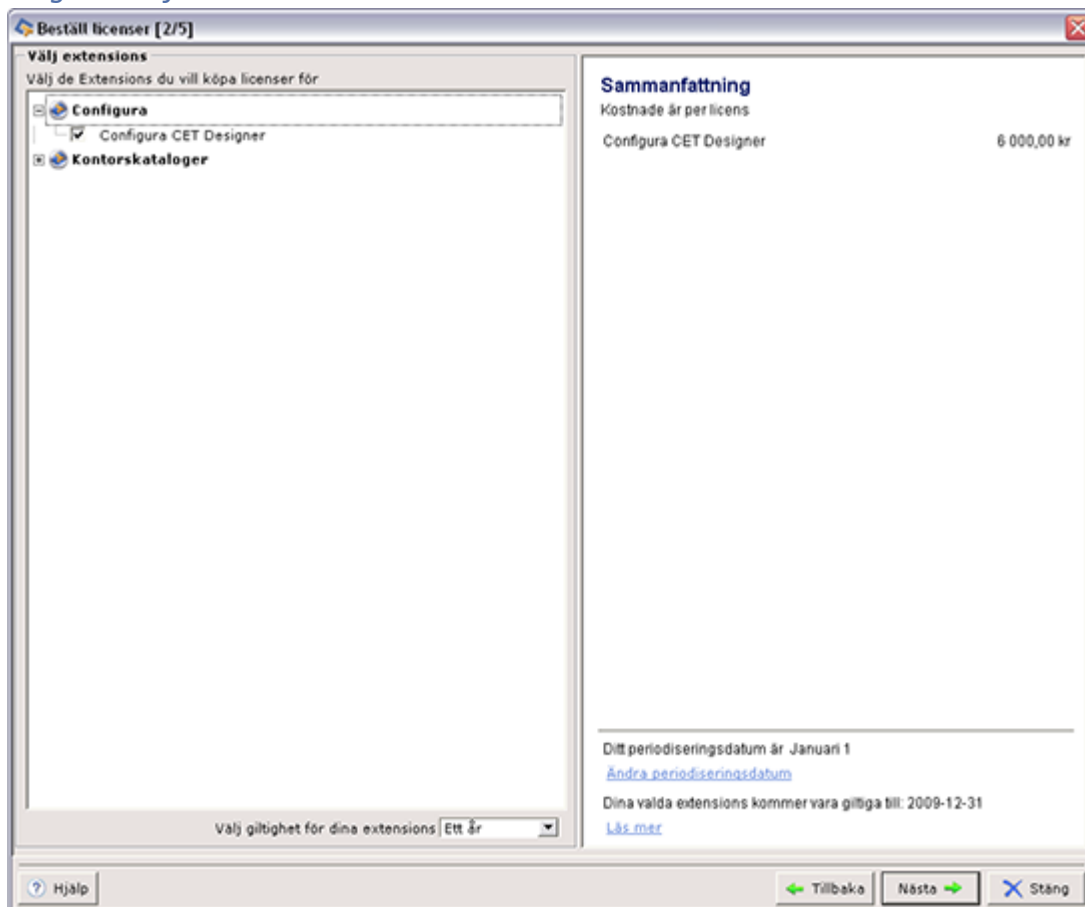 Beställ licenser [2/5]
Välj extensions
Välj de Extensions du vill köpa licenser för
Configura
Configura CET Designer
Kontorskataloger
Välj giltighet för dina extensions Ett år
Sammanfattning
Kostnade är per licens
Configura CET Designer 6 000,00 kr
Ditt periodiseringsdatum är Januari 1
Ändra periodiseringsdatum
Dina valda extensions kommer vara giltiga till: 2009-12-31
Läs mer
Hjälp
Tillbaka
Nästa
Stäng